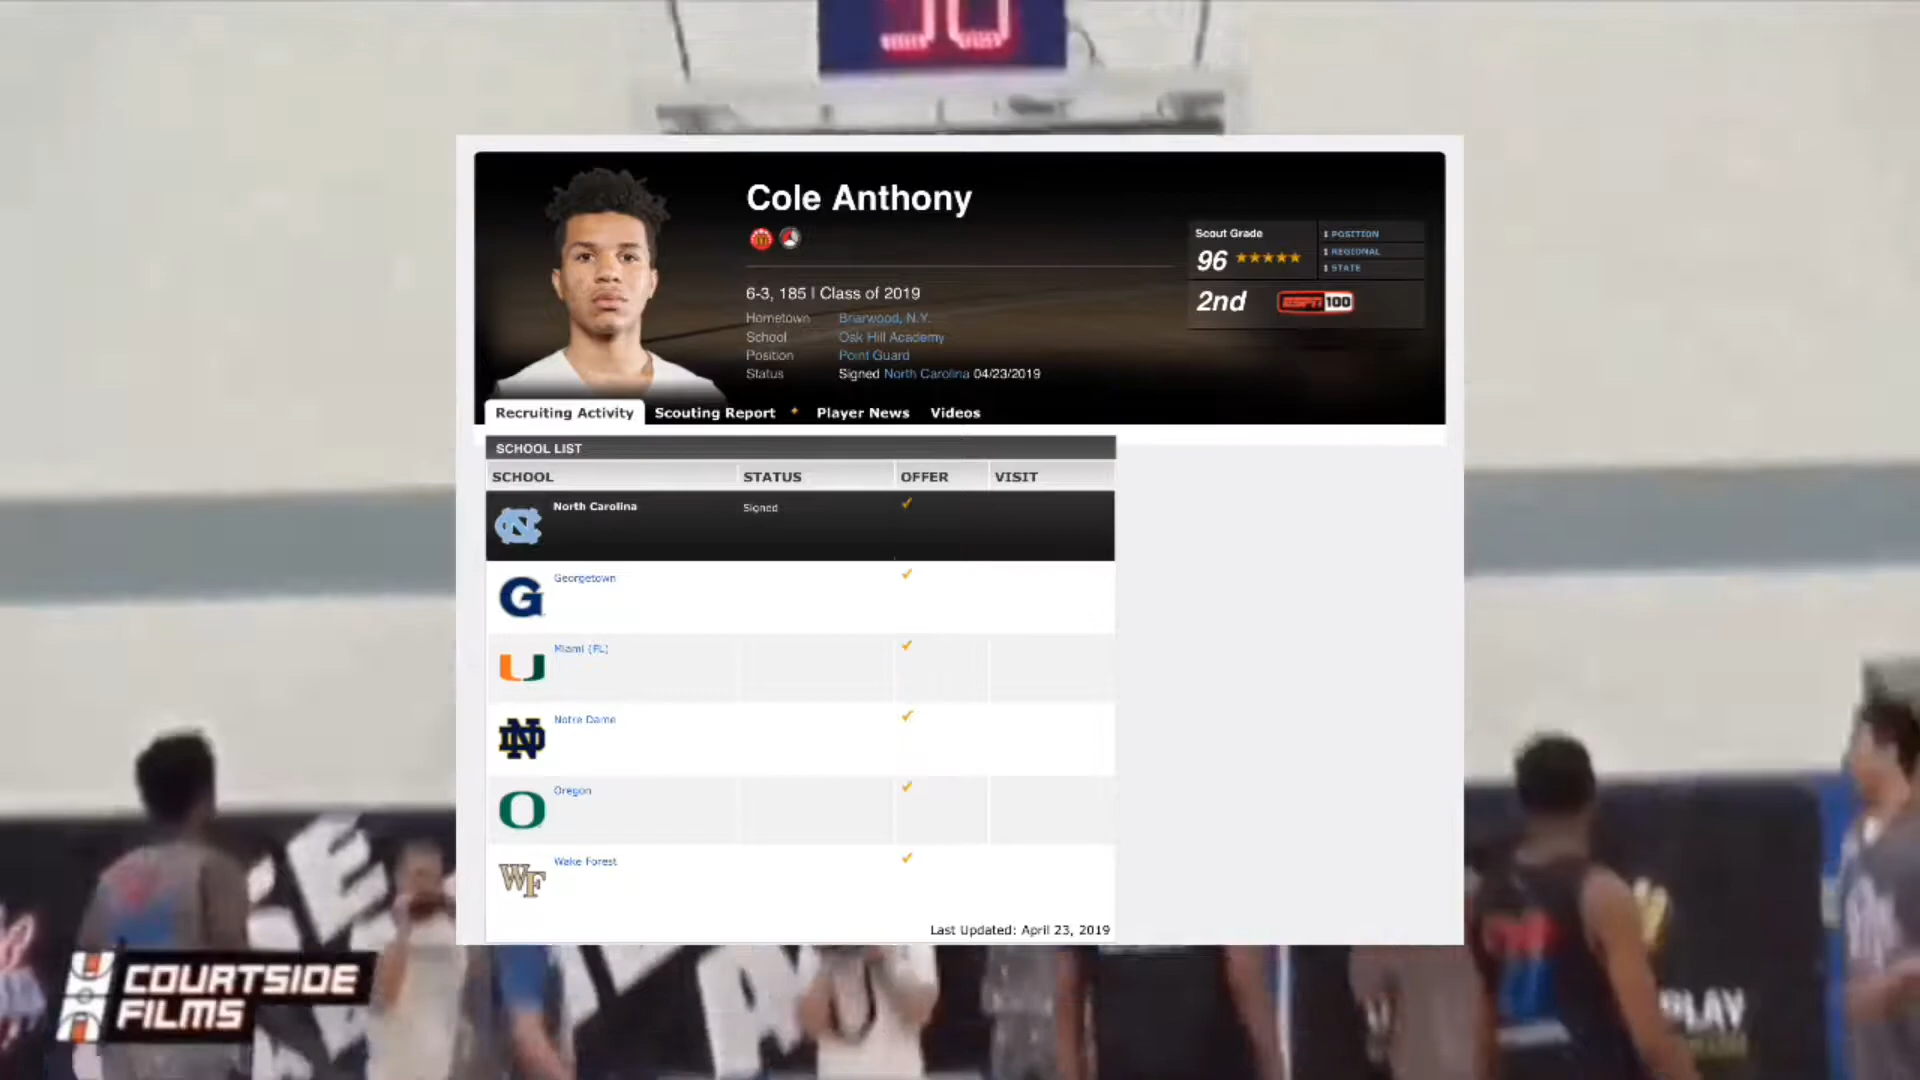 Cole Anthony
6-3, 185 | Class of 2019
Hometown Briarwood, N.Y.
School Oak Hill Academy
Position Point Guard
Status Signed North Carolina 04/23/2019
Scout Grade
96
1 POSITION
1 REGIONAL
1 STATE
2nd ESPN 100
Recruiting Activity Scouting Report Player News Videos
SCHOOL LIST
SCHOOL STATUS OFFER VISIT
North Carolina Signed
Georgetown
Miami (FL)
Notre Dame
Oregon
Wake Forest
Last Updated: April 23, 2019
COURTSIDE
FILMS
PLAY